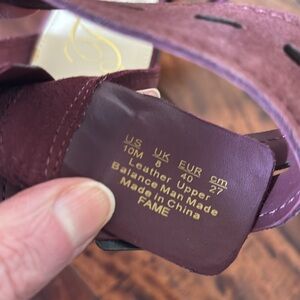 US UK EUR cm
10M 8 40 27
Leather Upper
Balance Man Made
Made in China
FAME